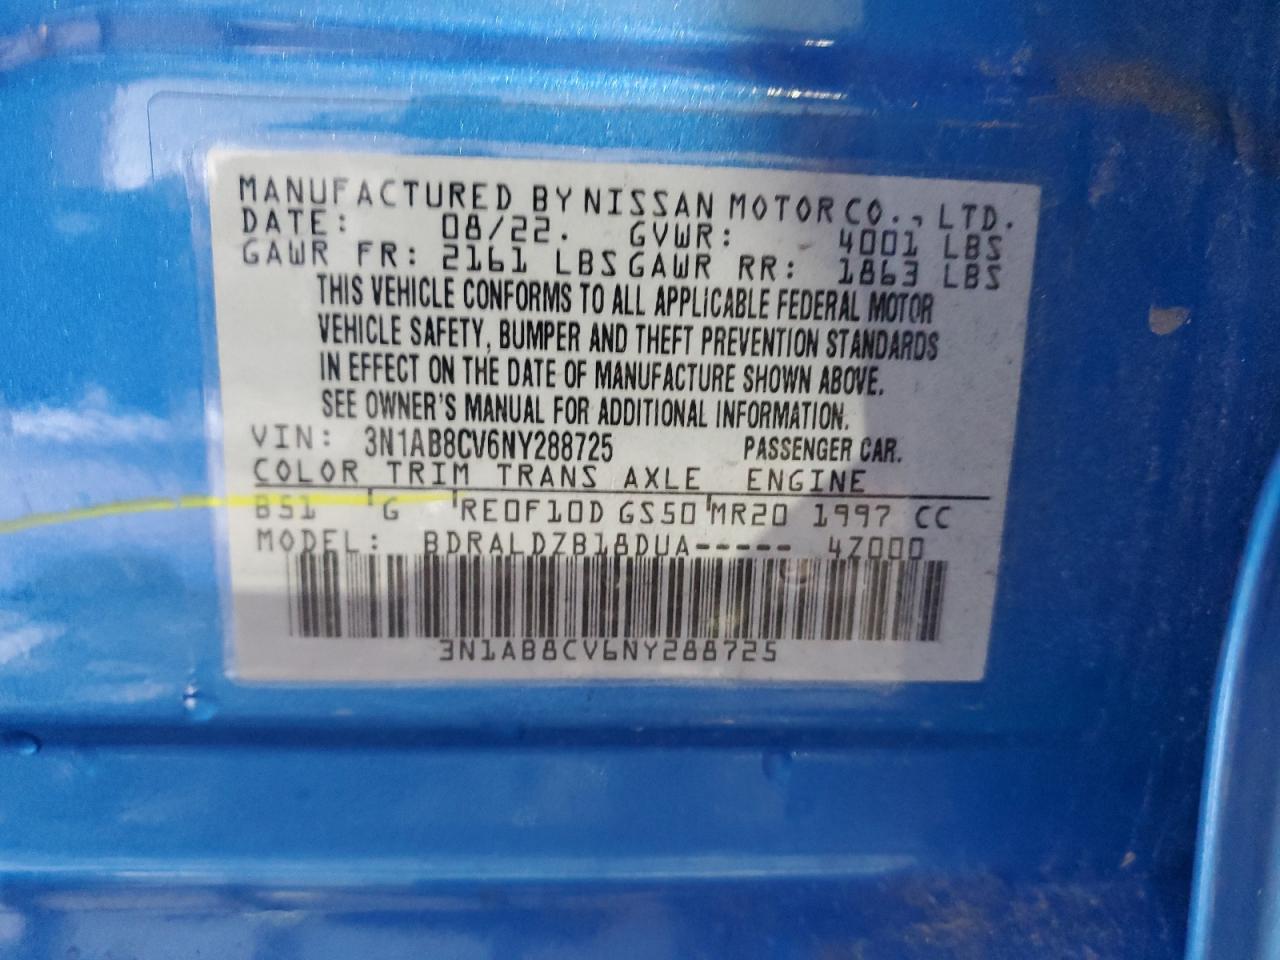 MANUFACTURED BY NISSAN MOTOR CO., LTD.
DATE: 08/22. GVWR: 4001 LBS
GAWR FR: 2161 LBS GAWR RR: 1863 LBS
THIS VEHICLE CONFORMS TO ALL APPLICABLE FEDERAL MOTOR
VEHICLE SAFETY, BUMPER AND THEFT PREVENTION STANDARDS
IN EFFECT ON THE DATE OF MANUFACTURE SHOWN ABOVE.
SEE OWNER'S MANUAL FOR ADDITIONAL INFORMATION.
VIN: 3N1AB8CV6NY288725 PASSENGER CAR.
COLOR TRIM TRANS AXLE ENGINE
B51 G RE0F10D GS50 MR20 1997 CC
MODEL: BDRALDZB18DUA----- 4Z000
3N1AB8CV6NY288725